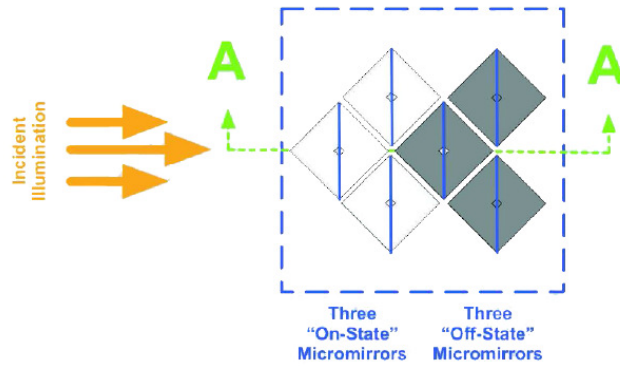 A
A
Incident
Illumination
Three
"On-State"
Micromirrors
Three
"Off-State"
Micromirrors